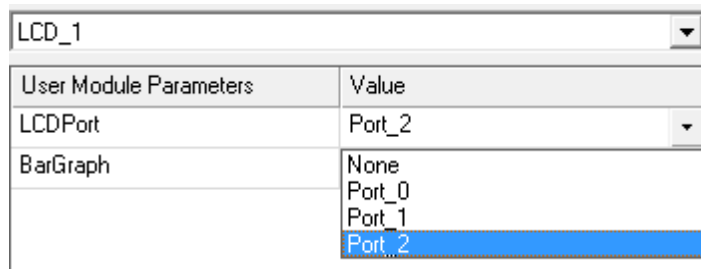 LCD_1
User Module Parameters Value
LCDPort Port_2
BarGraph None
Port_0
Port_1
Port_2